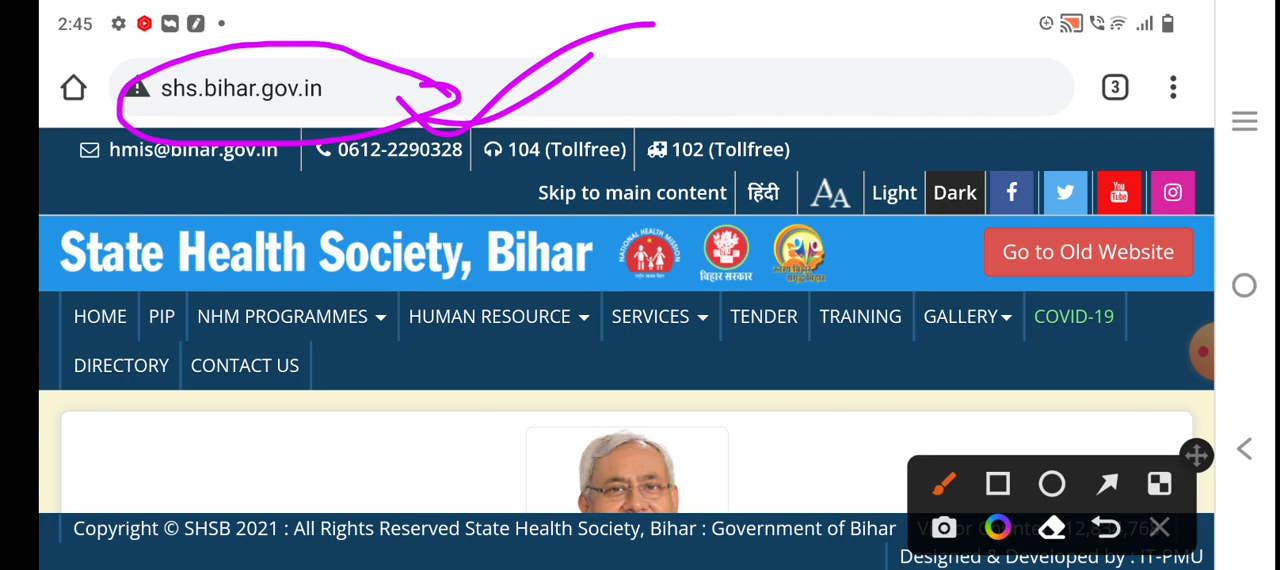 2:45
shs.bihar.gov.in
3
hmis@bihar.gov.in 0612-2290328 104 (Tollfree) 102 (Tollfree)
Skip to main content हिंदी AA Light Dark You Tube
State Health Society, Bihar बिहार सरकार Go to Old Website
HOME PIP NHM PROGRAMMES HUMAN RESOURCE SERVICES TENDER TRAINING GALLERY COVID-19
DIRECTORY CONTACT US
Copyright © SHSB 2021 : All Rights Reserved State Health Society, Bihar : Government of Bihar
Designed & Developed by : IT-PMU